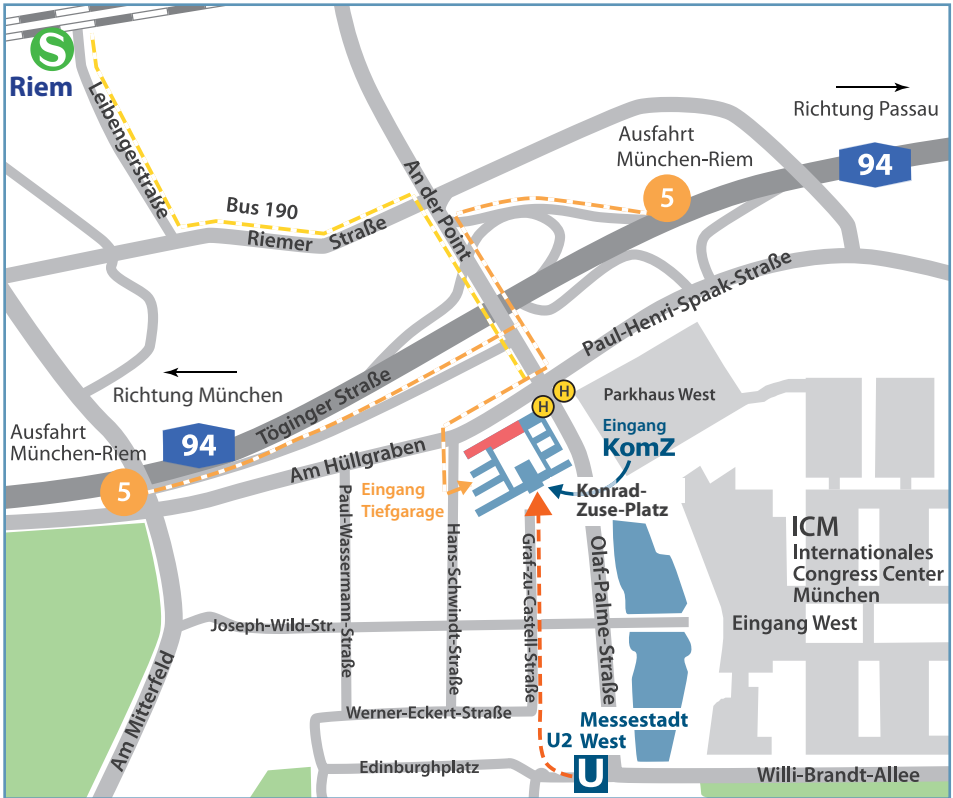 S
Riem
Leibengerstraße
Bus 190
Riemer Straße
An der Point
Richtung Passau
Ausfahrt
München-Riem
5
94
Paul-Henri-Spaak-Straße
Richtung München
Töginger Straße
Ausfahrt
München-Riem
94
5
Am Hüllgraben
H
H
Parkhaus West
Eingang
KomZ
Eingang
Tiefgarage
Konrad-
Zuse-Platz
Paul-Wassermann-Straße
Hans-Schwindt-Straße
Graf-zu-Castell-Straße
Olaf-Palme-Straße
ICM
Internationales
Congress Center
München
Eingang West
Joseph-Wild-Str.
Am Mitterfeld
Werner-Eckert-Straße
Messestadt
U2 West
U
Edinburghplatz
Willi-Brandt-Allee